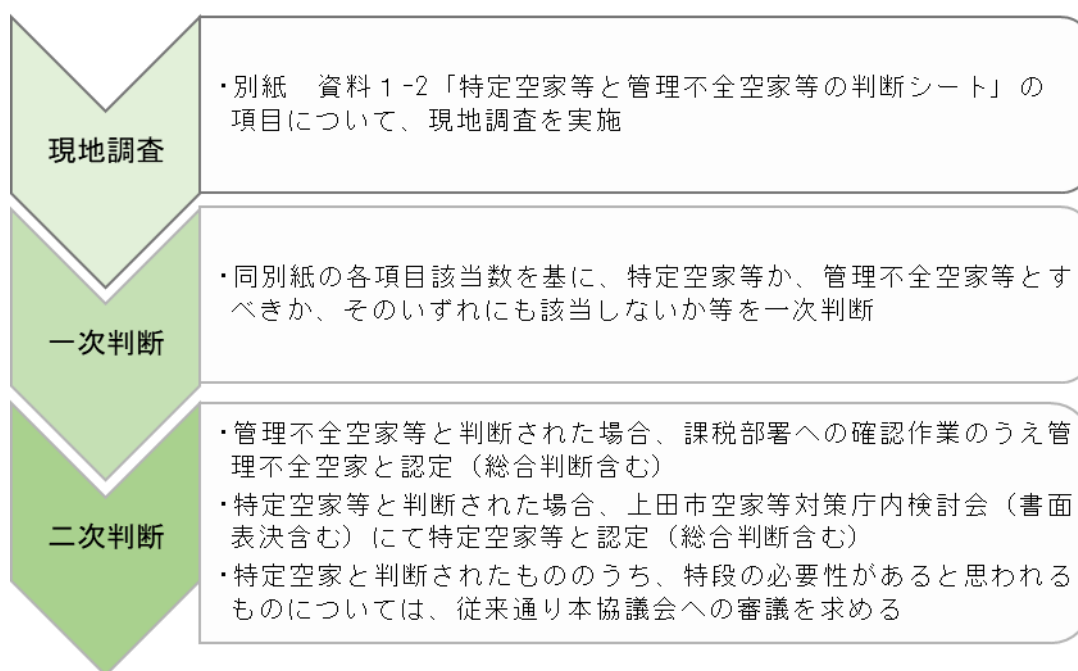 現地調査
・別紙　資料１-2「特定空家等と管理不全空家等の判断シート」の
項目について、現地調査を実施
一次判断
・同別紙の各項目該当数を基に、特定空家等か、管理不全空家等とす
べきか、そのいずれにも該当しないか等を一次判断
二次判断
・管理不全空家等と判断された場合、課税部署への確認作業のうえ管
理不全空家と認定（総合判断含む）
・特定空家等と判断された場合、上田市空家等対策庁内検討会（書面
表決含む）にて特定空家等と認定（総合判断含む）
・特定空家と判断されたもののうち、特段の必要性があると思われる
ものについては、従来通り本協議会への審議を求める